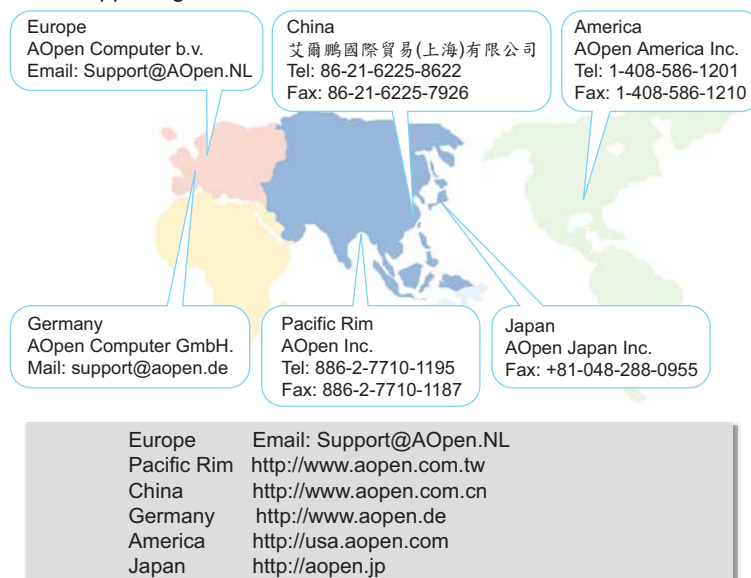 Europe
AOpen Computer b.v.
Email: Support@AOpen.NL
China
艾爾鵬國際貿易(上海)有限公司
Tel: 86-21-6225-8622
Fax: 86-21-6225-7926
America
AOpen America Inc.
Tel: 1-408-586-1201
Fax: 1-408-586-1210
Germany
AOpen Computer GmbH.
Mail: support@aopen.de
Pacific Rim
AOpen Inc.
Tel: 886-2-7710-1195
Fax: 886-2-7710-1187
Japan
AOpen Japan Inc.
Fax: +81-048-288-0955
Europe Email: Support@AOpen.NL
Pacific Rim http://www.aopen.com.tw
China http://www.aopen.com.cn
Germany http://www.aopen.de
America http://usa.aopen.com
Japan http://aopen.jp